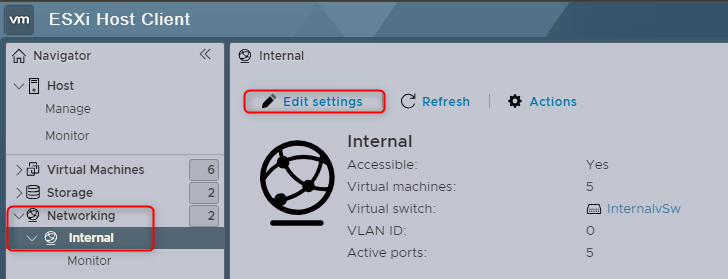 vm ESXi Host Client
Navigator
Host
Manage
Monitor
Virtual Machines 6
Storage 2
Networking 2
Internal
Monitor
Internal
Edit settings Refresh Actions
Internal
Accessible: Yes
Virtual machines: 5
Virtual switch: InternalvSw
VLAN ID: 0
Active ports: 5